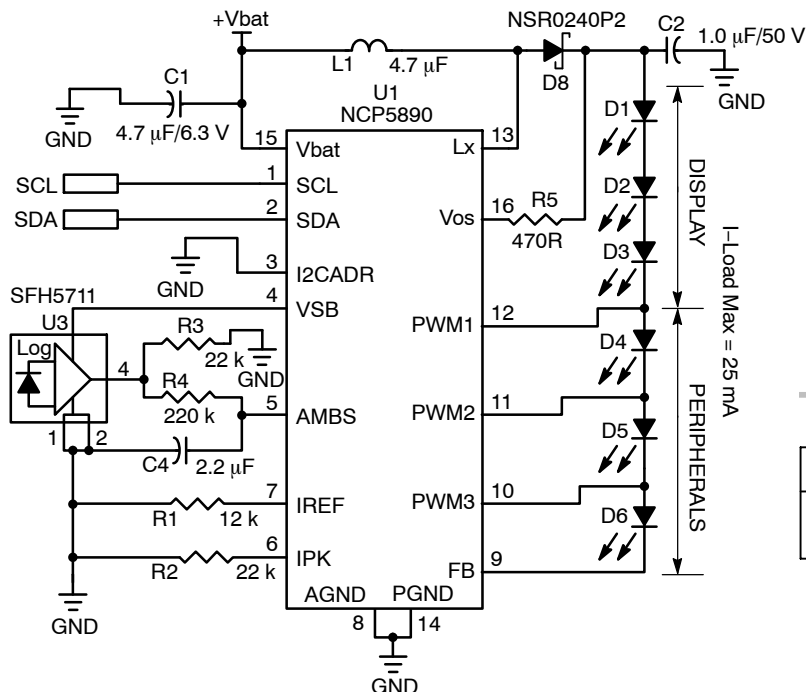 +Vbat
NSR0240P2
C2
1.0 μF/50 V
L1
4.7 μF
D8
GND
C1
4.7 μF/6.3 V
GND
U1
NCP5890
15
Vbat
Lx
13
SCL
1
SCL
SDA
2
SDA
Vos
16
R5
470R
3
I2CADR
GND
4
VSB
SFH5711
U3
Log
4
R3
22 k
GND
R4
220 k
5
AMBS
1
2
C4
2.2 μF
7
IREF
R1
12 k
6
IPK
R2
22 k
GND
PWM1
12
PWM2
11
PWM3
10
FB
9
AGND
PGND
8
14
GND
D1
D2
D3
D4
D5
D6
DISPLAY
PERIPHERALS
I–Load Max = 25 mA